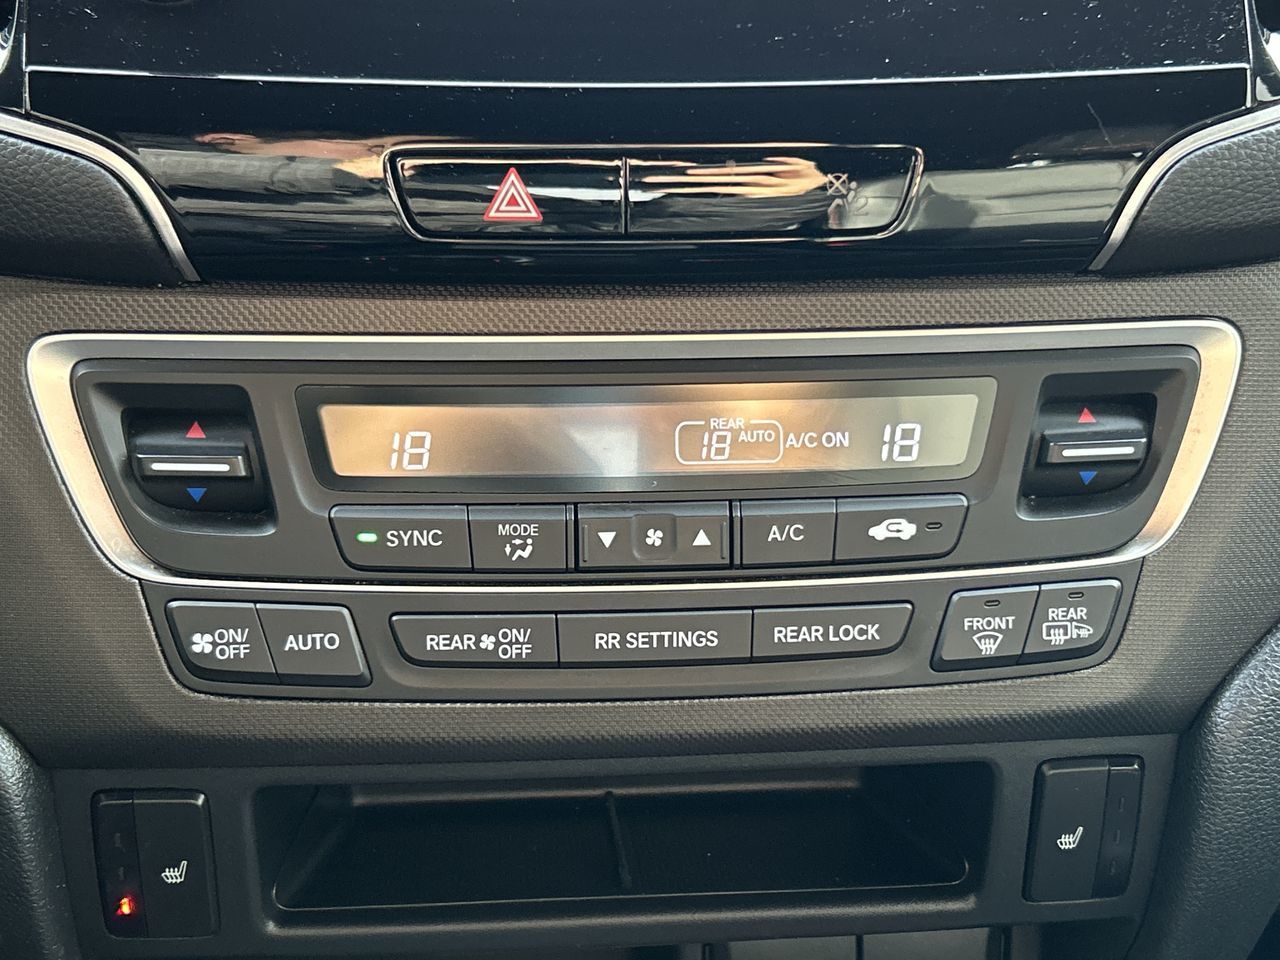 18
REAR
18 AUTO
A/C ON
18
SYNC
MODE
A/C
ON/
OFF
AUTO
REAR ON/
OFF
RR SETTINGS
REAR LOCK
FRONT
REAR